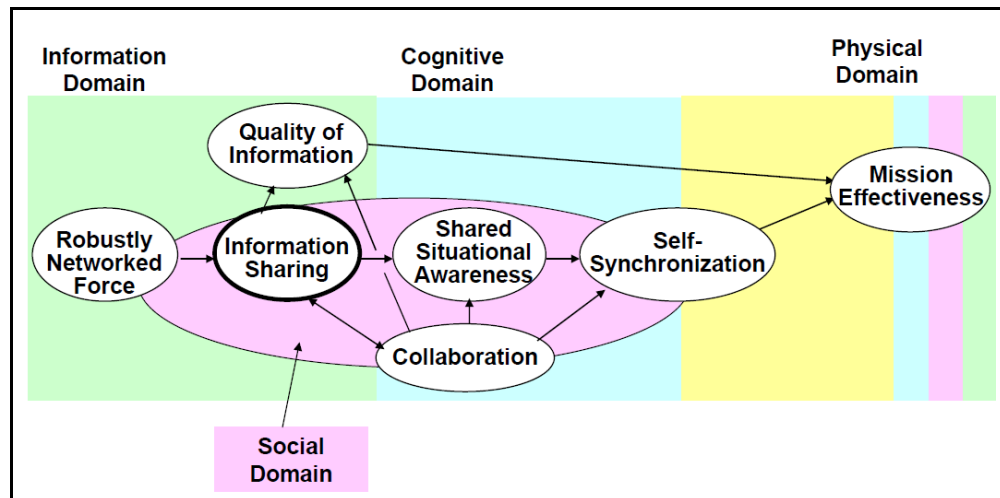 Information
Domain
Cognitive
Domain
Physical
Domain
Quality of
Information
Mission
Effectiveness
Robustly
Networked
Force
Information
Sharing
Shared
Situational
Awareness
Self-
Synchronization
Collaboration
Social
Domain